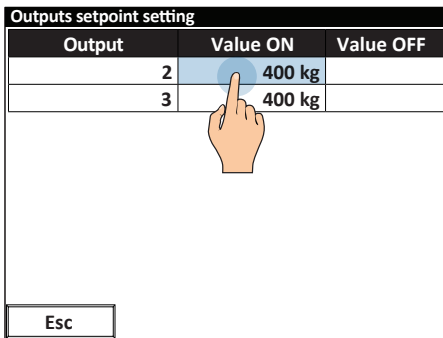 Outputs setpoint setting
Output Value ON Value OFF
2 400 kg
3 400 kg
Esc